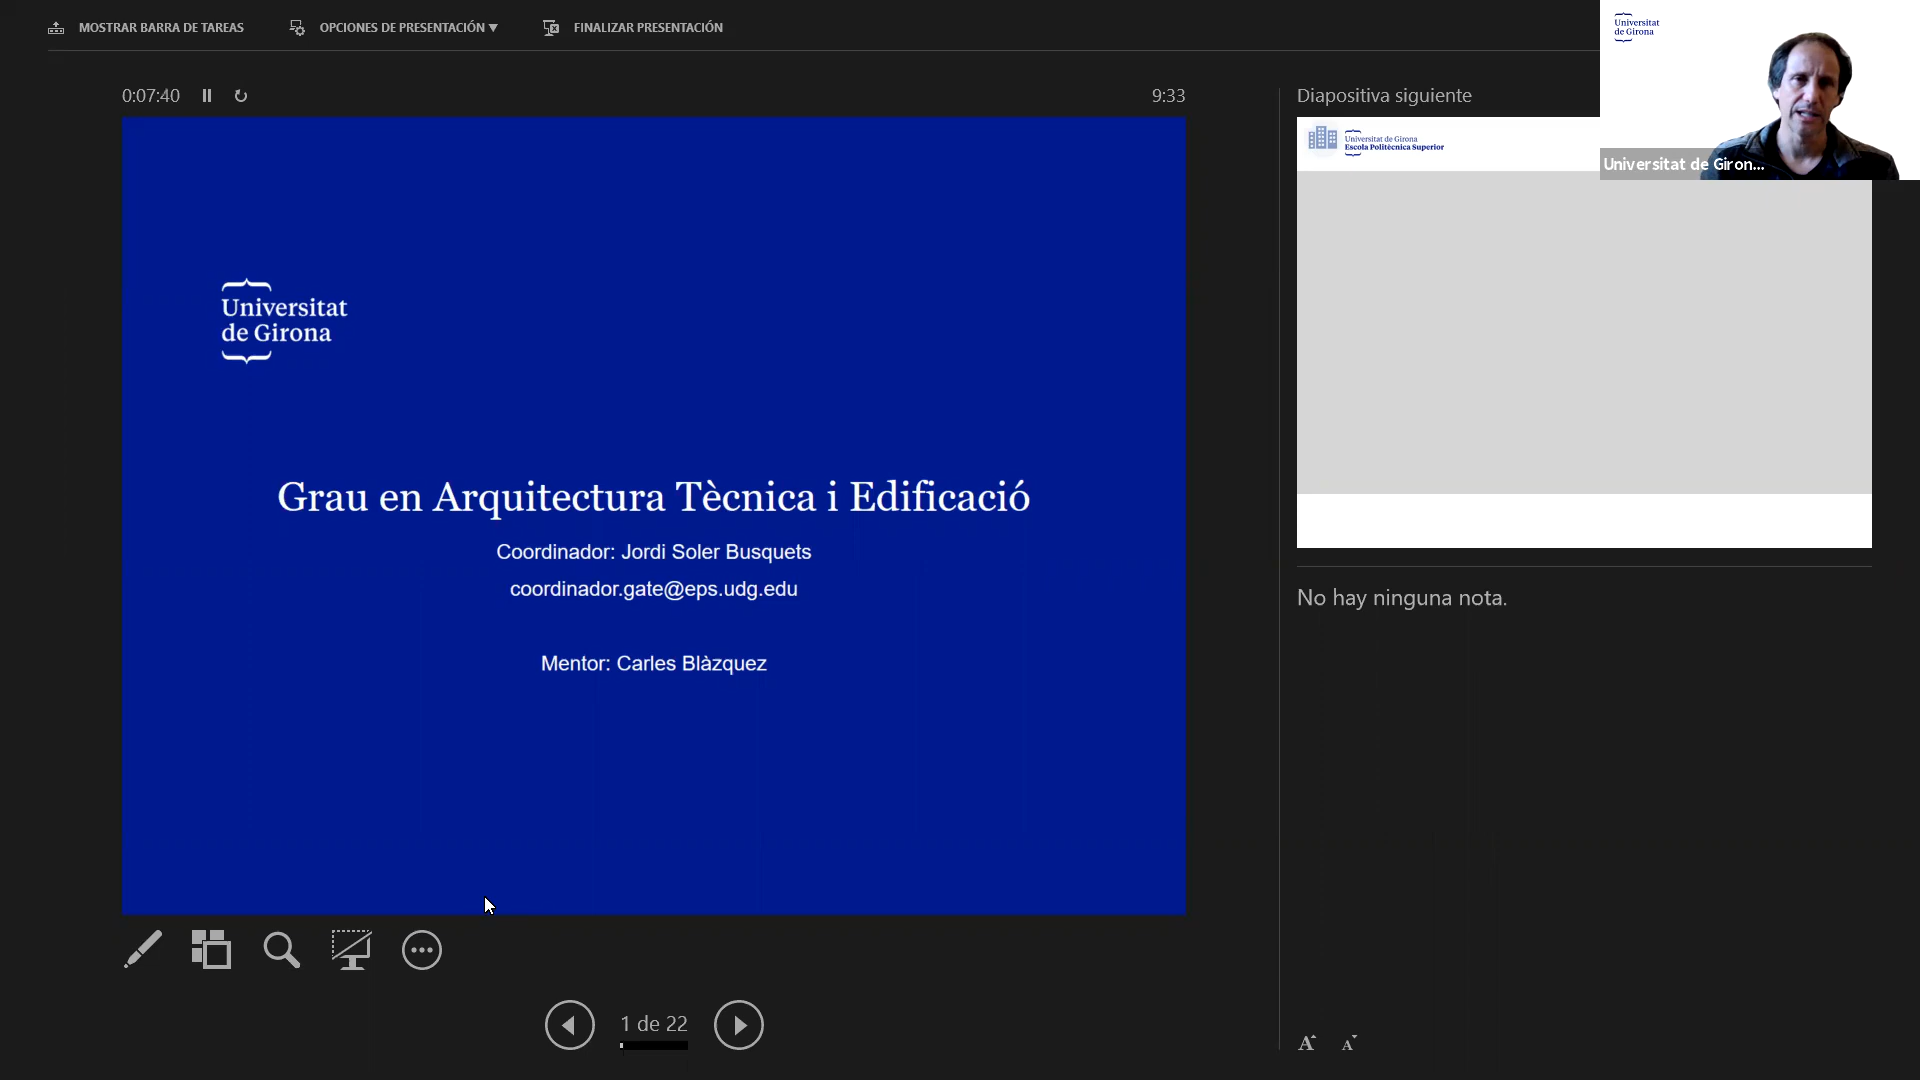 MOSTRAR BARRA DE TAREAS
OPCIONES DE PRESENTACIÓN
FINALIZAR PRESENTACIÓN
Universitat
de Girona
Universitat de Giron...
0:07:40
9:33
Diapositiva siguiente
Universitat de Girona
Escola Politècnica Superior
Universitat
de Girona
Grau en Arquitectura Tècnica i Edificació
Coordinador: Jordi Soler Busquets
coordinador.gate@eps.udg.edu
Mentor: Carles Blàzquez
No hay ninguna nota.
1 de 22
A A